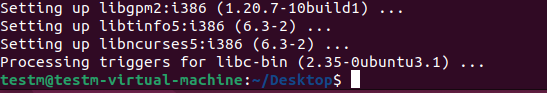 Setting up libgpm2:i386 (1.20.7-10build1) ...
Setting up libtinfo5:i386 (6.3-2) ...
Setting up libncurses5:i386 (6.3-2) ...
Processing triggers for libc-bin (2.35-0ubuntu3.1) ...
testm@testm-virtual-machine:~/Desktop$